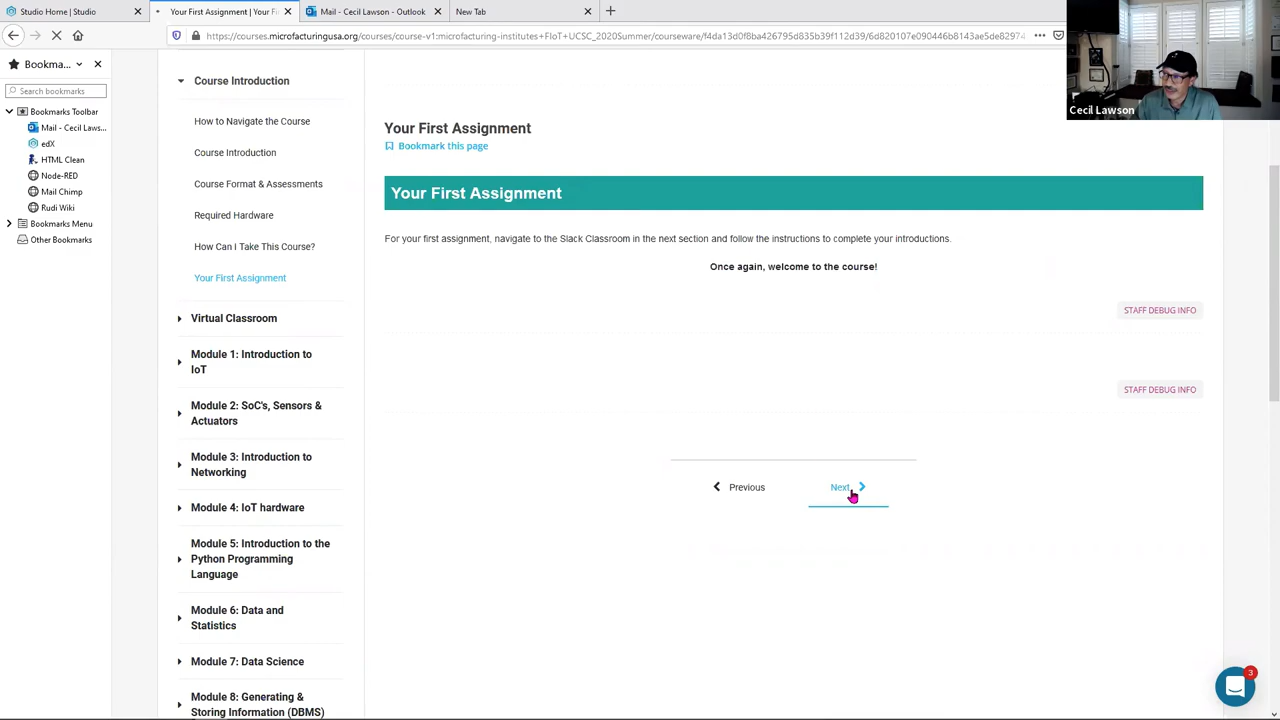 Studio Home | Studio
Your First Assignment | Your Fi
Mail - Cecil Lawson - Outlook
New Tab
courses.microfacturingusa.org/courses/course-v
FIoT+UCSC_2020Summer/courseware/
Cecil Lawson
Bookma...
Search bookmarks
Bookmarks Toolbar
Mail - Cecil Laws...
edX
HTML Clean
Node-RED
Mail Chimp
Rudi Wiki
Bookmarks Menu
Other Bookmarks
Course Introduction
How to Navigate the Course
Course Introduction
Course Format & Assessments
Required Hardware
How Can I Take This Course?
Your First Assignment
Virtual Classroom
Module 1: Introduction to
IoT
Module 2: SoC's, Sensors &
Actuators
Module 3: Introduction to
Networking
Module 4: IoT hardware
Module 5: Introduction to the
Python Programming
Language
Module 6: Data and
Statistics
Module 7: Data Science
Module 8: Generating &
Storing Information (DBMS)
Your First Assignment
Bookmark this page
Your First Assignment
For your first assignment, navigate to the Slack Classroom in the next section and follow the instructions to complete your introductions.
Once again, welcome to the course!
STAFF DEBUG INFO
STAFF DEBUG INFO
Previous
Next
3